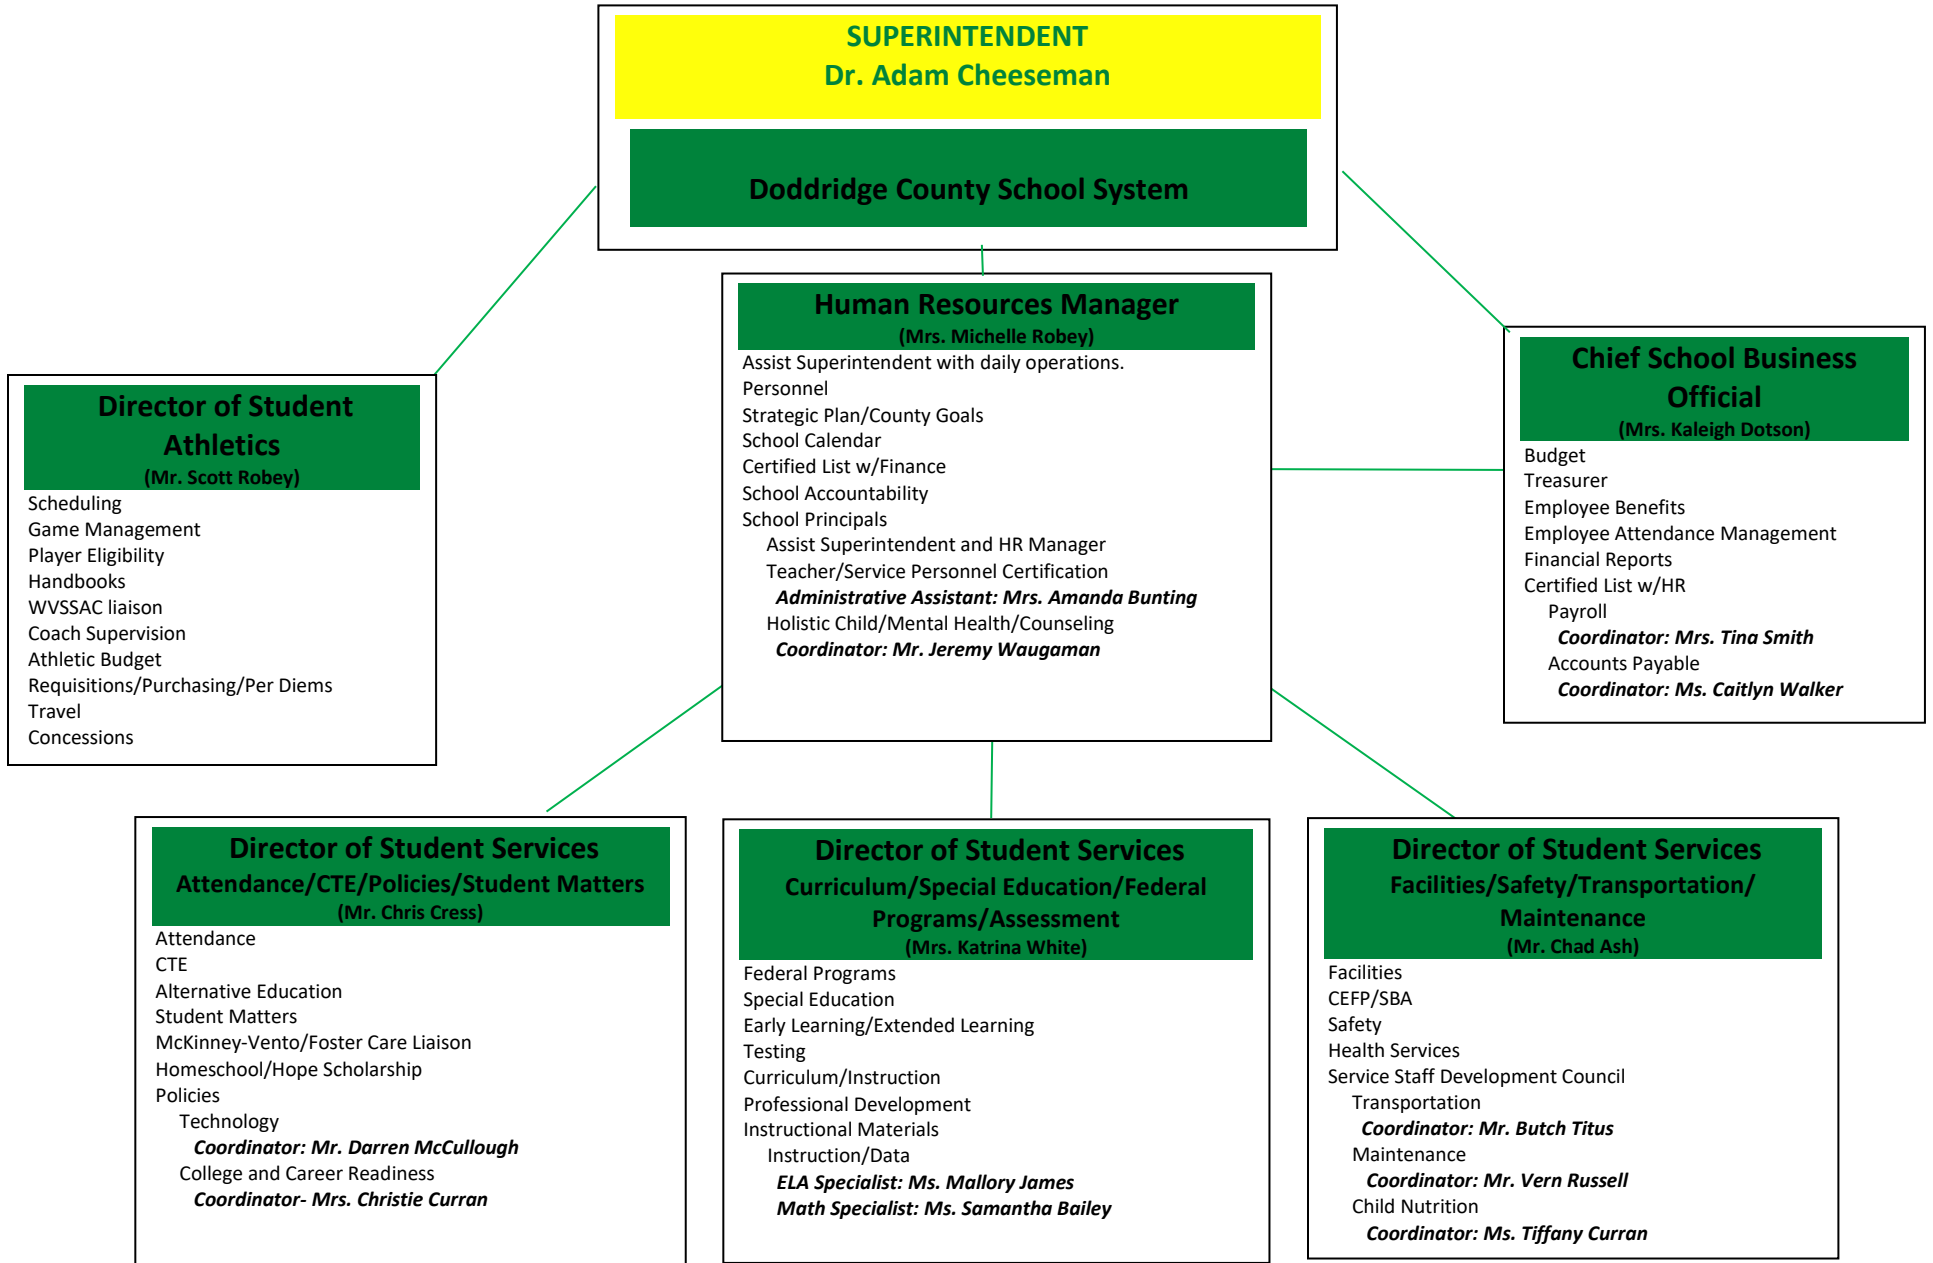 SUPERINTENDENT
Dr. Adam Cheeseman
Doddridge County School System
Human Resources Manager
(Mrs. Michelle Robey)
Assist Superintendent with daily operations.
Personnel
Strategic Plan/County Goals
School Calendar
Certified List w/Finance
School Accountability
School Principals
Assist Superintendent and HR Manager
Teacher/Service Personnel Certification
Administrative Assistant: Mrs. Amanda Bunting
Holistic Child/Mental Health/Counseling
Coordinator: Mr. Jeremy Waugaman
Chief School Business
Official
(Mrs. Kaleigh Dotson)
Budget
Treasurer
Employee Benefits
Employee Attendance Management
Financial Reports
Certified List w/HR
Payroll
Coordinator: Mrs. Tina Smith
Accounts Payable
Coordinator: Ms. Caitlyn Walker
Director of Student
Athletics
(Mr. Scott Robey)
Scheduling
Game Management
Player Eligibility
Handbooks
WVSSAC liaison
Coach Supervision
Athletic Budget
Requisitions/Purchasing/Per Diems
Travel
Concessions
Director of Student Services
Attendance/CTE/Policies/Student Matters
(Mr. Chris Cress)
Attendance
CTE
Alternative Education
Student Matters
McKinney-Vento/Foster Care Liaison
Homeschool/Hope Scholarship
Policies
Technology
Coordinator: Mr. Darren McCullough
College and Career Readiness
Coordinator- Mrs. Christie Curran
Director of Student Services
Curriculum/Special Education/Federal
Programs/Assessment
(Mrs. Katrina White)
Federal Programs
Special Education
Early Learning/Extended Learning
Testing
Curriculum/Instruction
Professional Development
Instructional Materials
Instruction/Data
ELA Specialist: Ms. Mallory James
Math Specialist: Ms. Samantha Bailey
Director of Student Services
Facilities/Safety/Transportation/
Maintenance
(Mr. Chad Ash)
Facilities
CEFP/SBA
Safety
Health Services
Service Staff Development Council
Transportation
Coordinator: Mr. Butch Titus
Maintenance
Coordinator: Mr. Vern Russell
Child Nutrition
Coordinator: Ms. Tiffany Curran